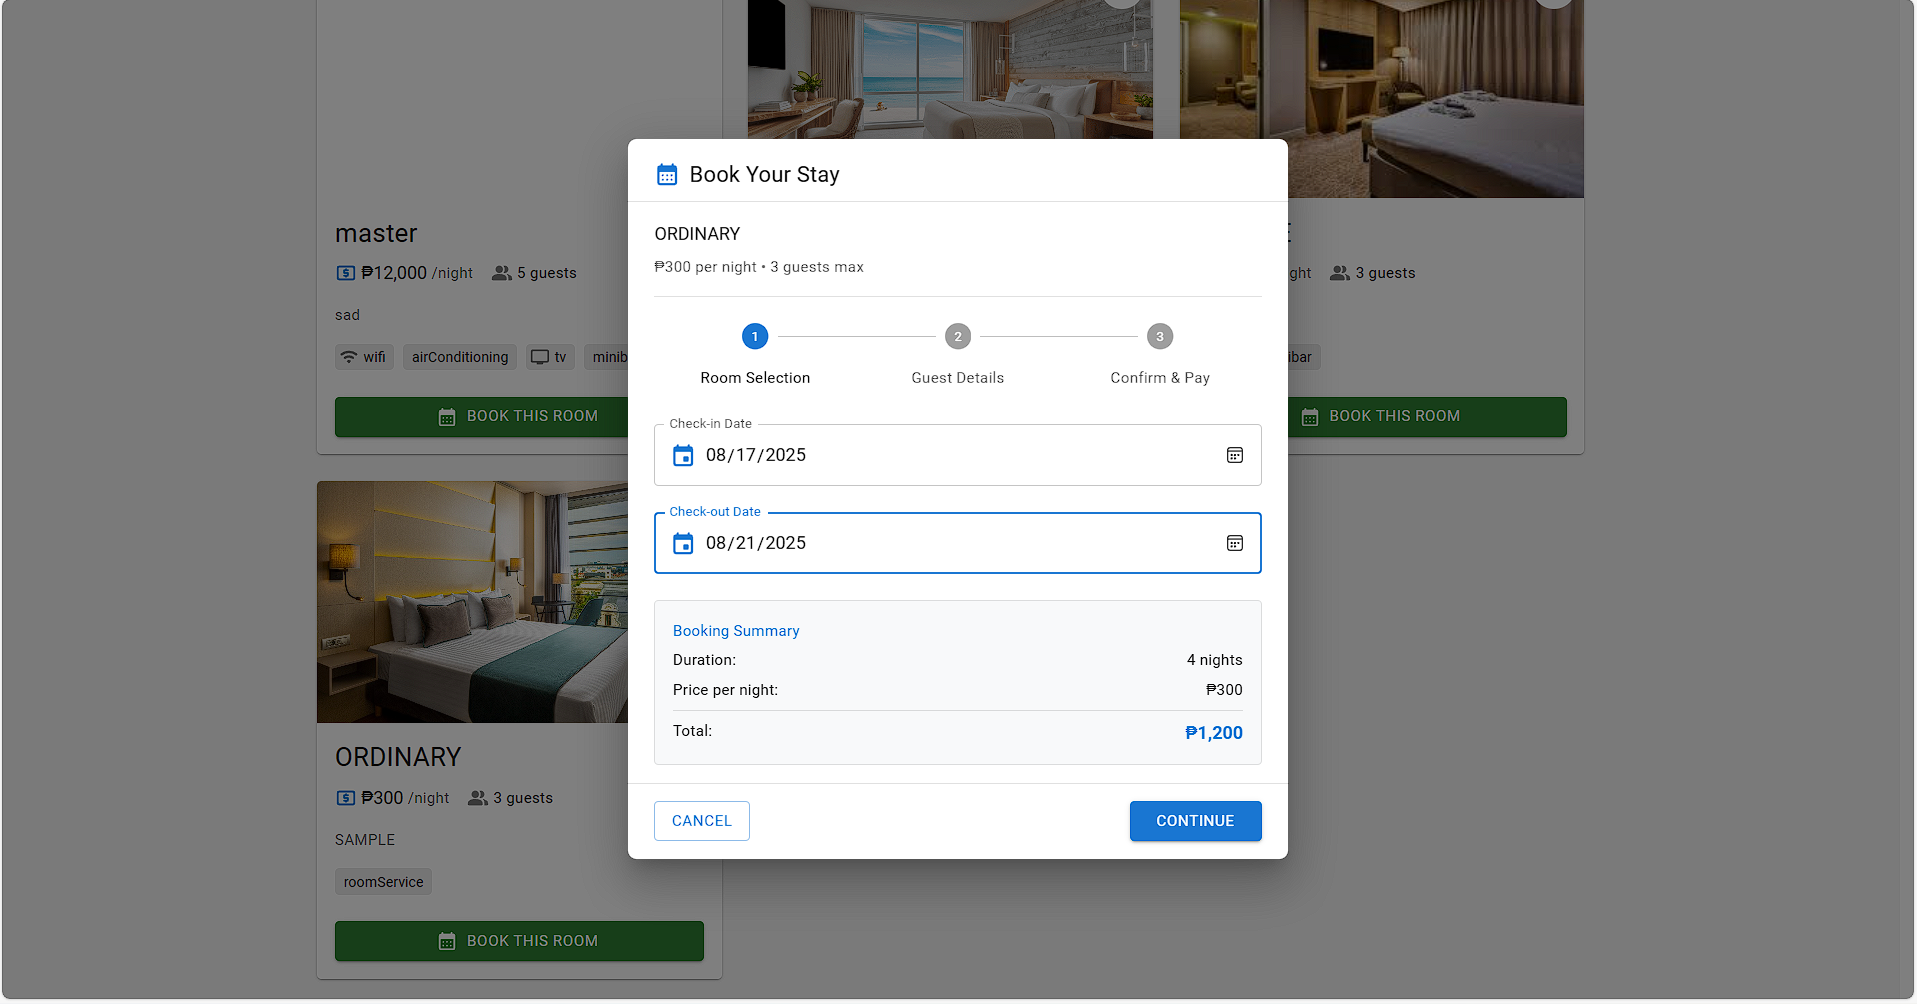 Book Your Stay
ORDINARY
₱300 per night • 3 guests max
1
2
3
Room Selection
Guest Details
Confirm & Pay
Check-in Date
08/17/2025
Check-out Date
08/21/2025
Booking Summary
Duration:
4 nights
Price per night:
₱300
Total:
₱1,200
CANCEL
CONTINUE
master
₱12,000 /night
5 guests
sad
wifi
airConditioning
tv
minib
BOOK THIS ROOM
E
ght
3 guests
ibar
BOOK THIS ROOM
ORDINARY
₱300 /night
3 guests
SAMPLE
roomService
BOOK THIS ROOM